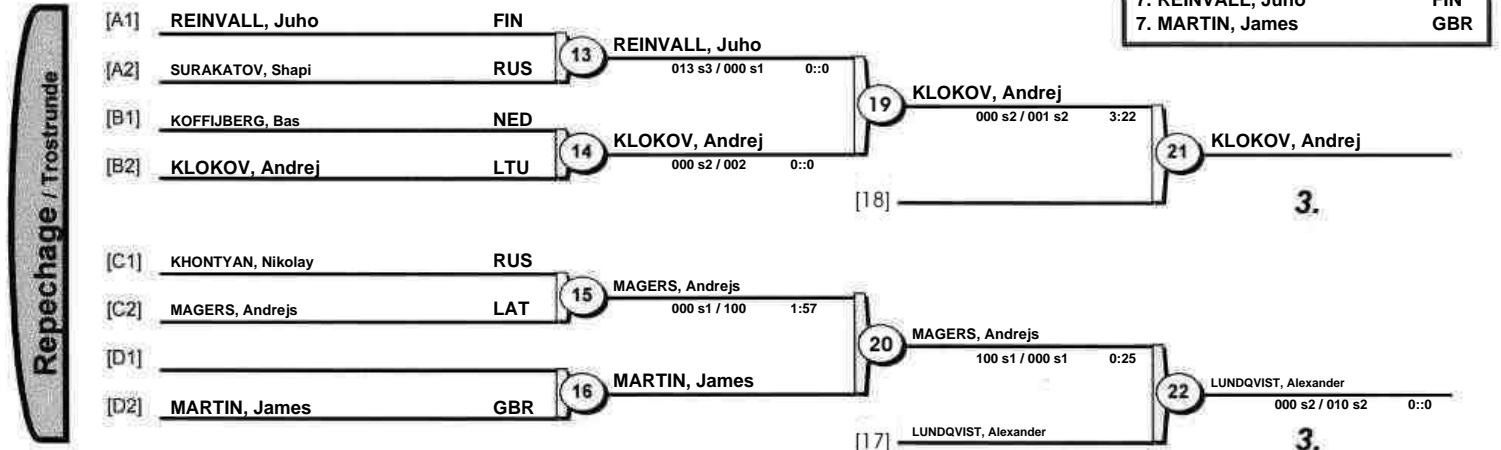 7. REINVALL, Juho FIN
7. MARTIN, James GBR
Repechage / Trostrunde
[A1] REINVALL, Juho FIN
13 REINVALL, Juho
013 s3 / 000 s1 0::0
[A2] SURAKATOV, Shapi RUS
19 KLOKOV, Andrej
000 s2 / 001 s2 3:22
[B1] KOFFIJBERG, Bas NED
14 KLOKOV, Andrej
000 s2 / 002 0::0
[B2] KLOKOV, Andrej LTU
21 KLOKOV, Andrej
[18]
3.
[C1] KHONTYAN, Nikolay RUS
15 MAGERS, Andrejs
000 s1 / 100 1:57
[C2] MAGERS, Andrejs LAT
20 MAGERS, Andrejs
100 s1 / 000 s1 0:25
[D1]
16 MARTIN, James
[D2] MARTIN, James GBR
22 LUNDQVIST, Alexander
000 s2 / 010 s2 0::0
[17] LUNDQVIST, Alexander
3.